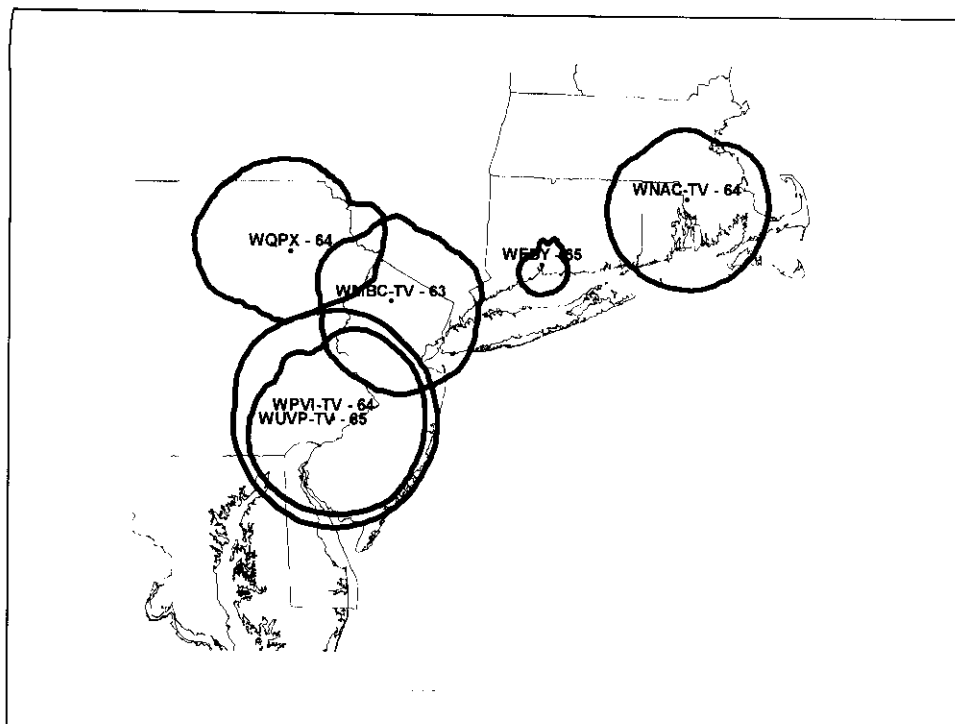 WNAC-TV - 64
WQPX - 64
WEDY - 65
WMBC-TV - 63
WPVI-TV - 64
WUVP-TV - 65